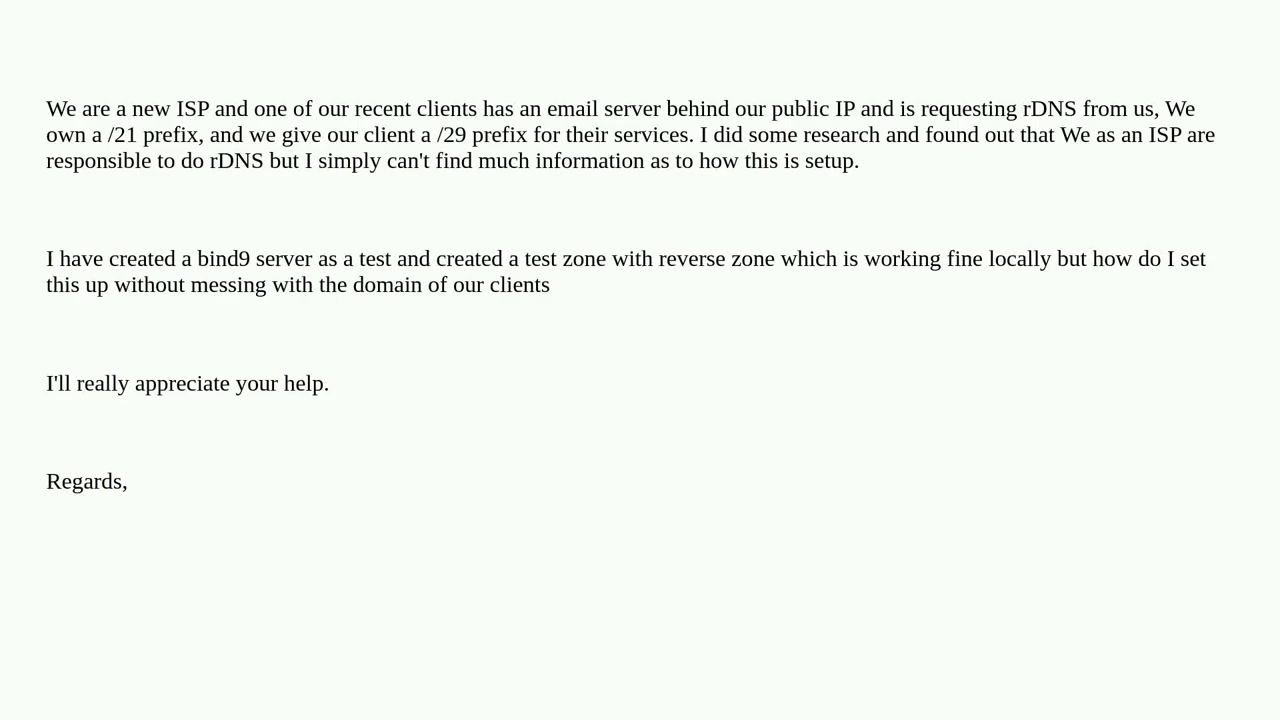 We are a new ISP and one of our recent clients has an email server behind our public IP and is requesting rDNS from us, We
own a /21 prefix, and we give our client a /29 prefix for their services. I did some research and found out that We as an ISP are
responsible to do rDNS but I simply can't find much information as to how this is setup.
I have created a bind9 server as a test and created a test zone with reverse zone which is working fine locally but how do I set
this up without messing with the domain of our clients
I'll really appreciate your help.
Regards,